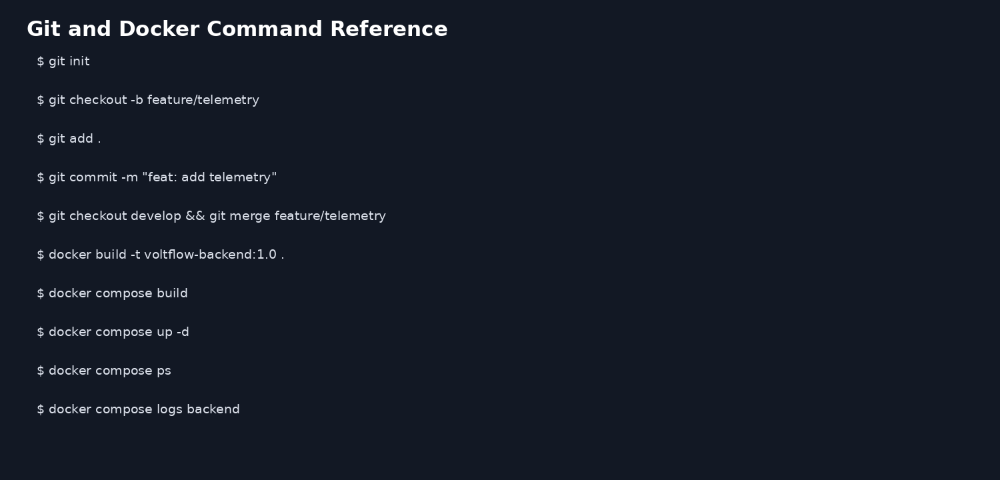 Git and Docker Command Reference
$ git init
$ git checkout -b feature/telemetry
$ git add .
$ git commit -m "feat: add telemetry"
$ git checkout develop && git merge feature/telemetry
$ docker build -t voltflow-backend:1.0 .
$ docker compose build
$ docker compose up -d
$ docker compose ps
$ docker compose logs backend